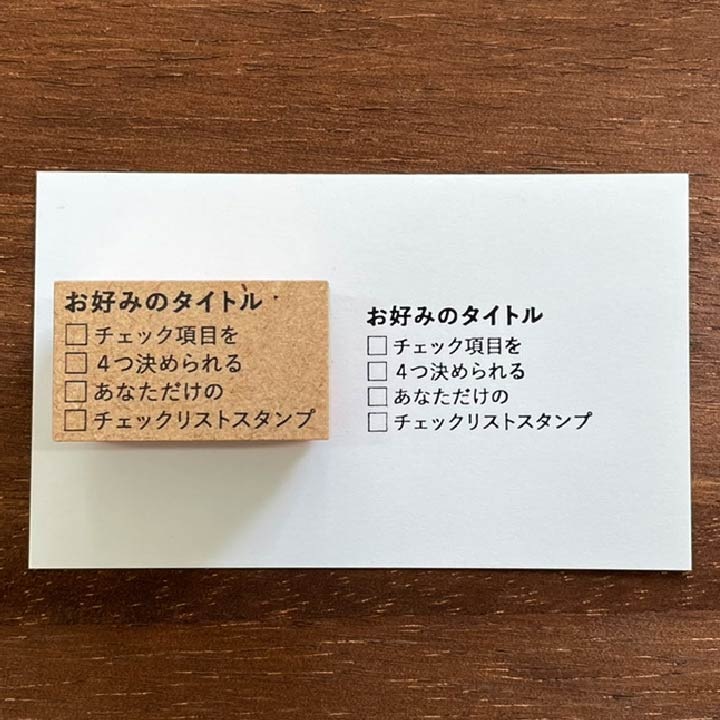 お好みのタイトル
□ チェック項目を
□ 4つ決められる
□ あなただけの
□ チェックリストスタンプ
お好みのタイトル
□ チェック項目を
□ 4つ決められる
□ あなただけの
□ チェックリストスタンプ